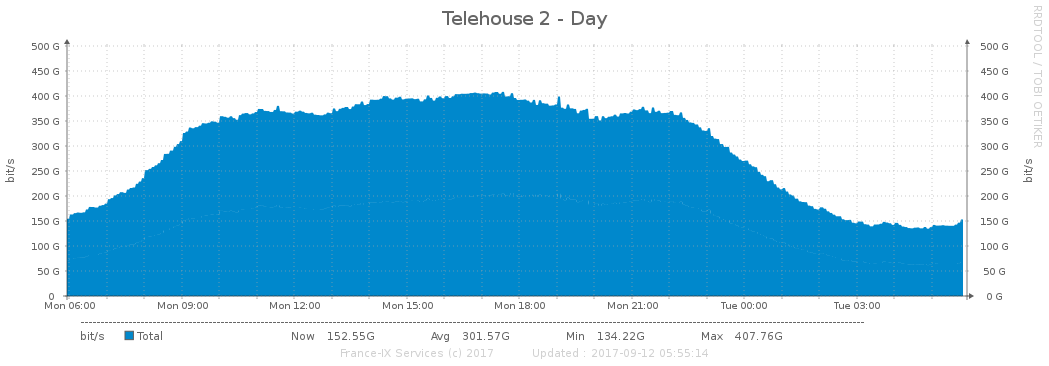 Telehouse 2 - Day
RRDTOOL / TOBI OETIKER
500 G 500 G
450 G 450 G
400 G 400 G
350 G 350 G
300 G 300 G
250 G 250 G
200 G 200 G
150 G 150 G
100 G 100 G
50 G 50 G
0 0 G
bit/s bit/s
Mon 06:00 Mon 09:00 Mon 12:00 Mon 15:00 Mon 18:00 Mon 21:00 Tue 00:00 Tue 03:00
bit/s Total Now 152.55G Avg 301.57G Min 134.22G Max 407.76G
France-IX Services (c) 2017 Updated : 2017-09-12 05:55:14